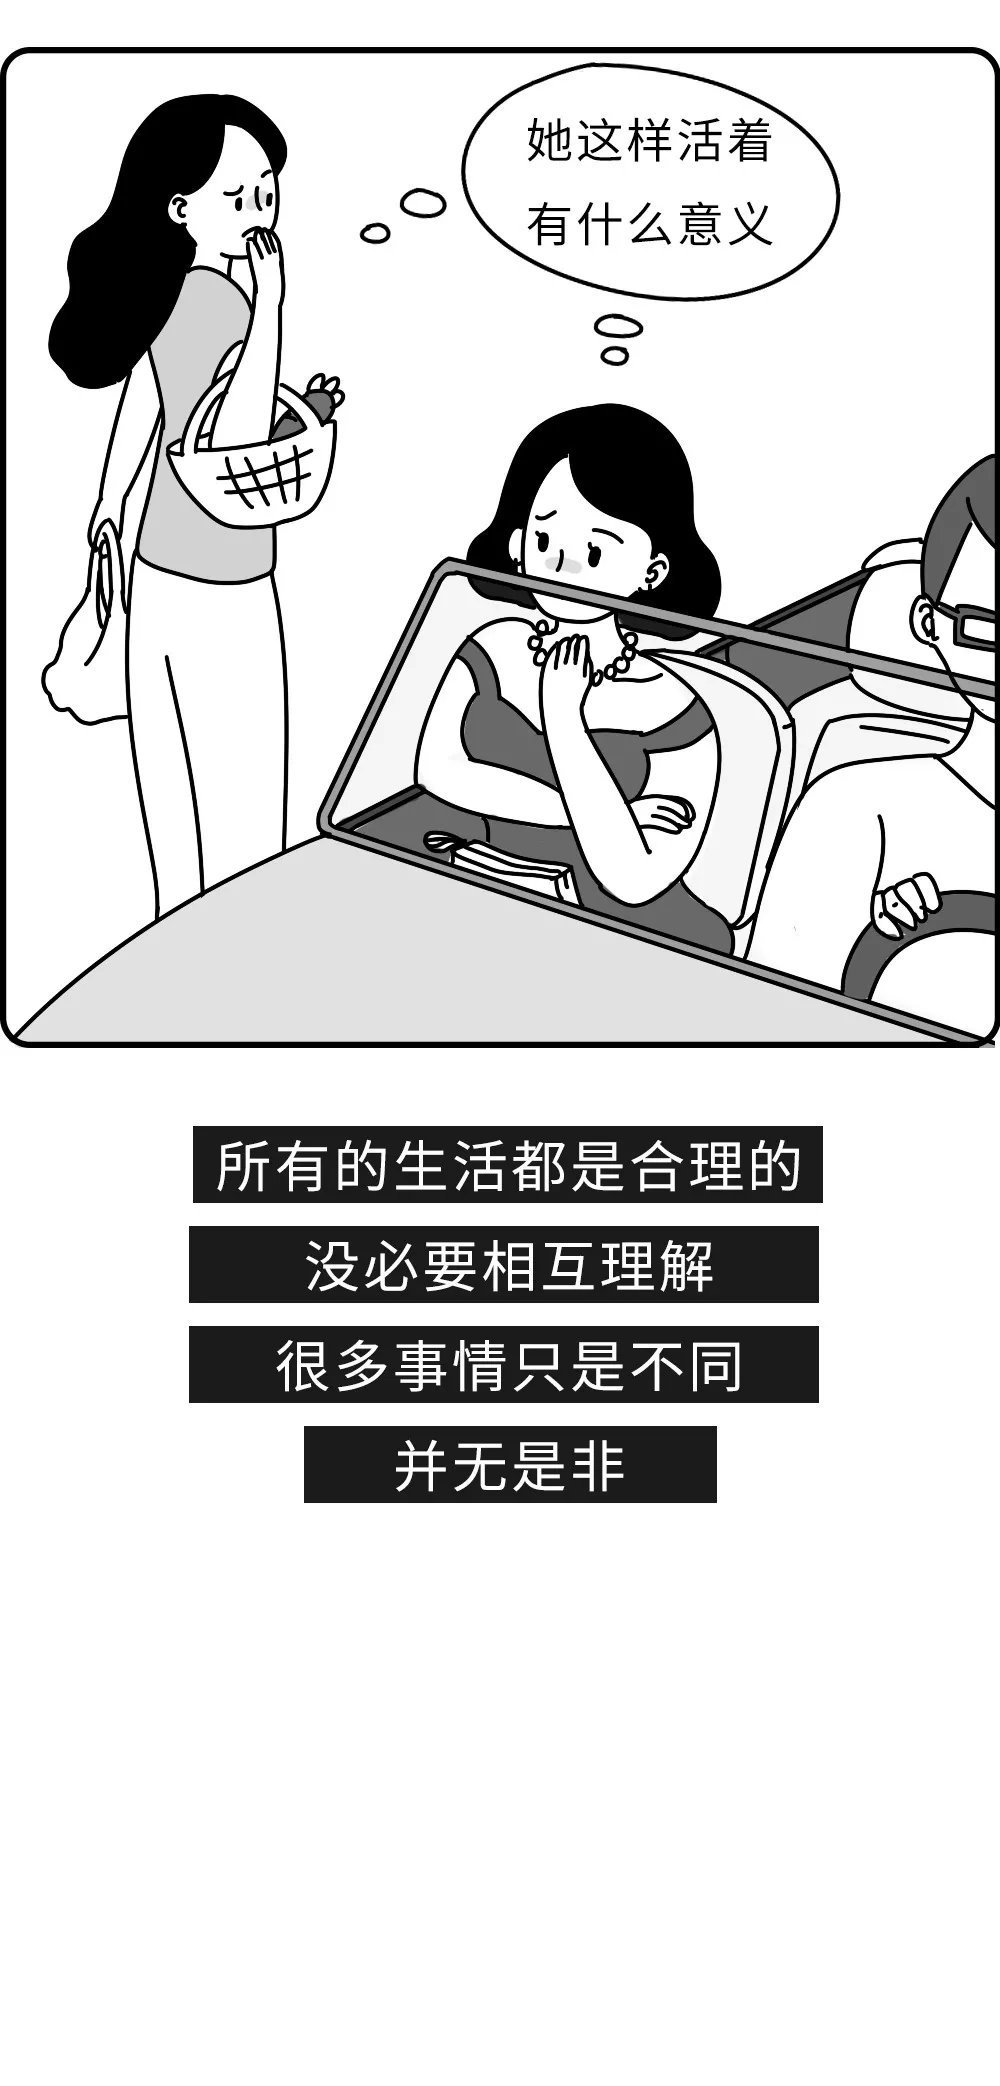 她这样活着
有什么意义
所有的生活都是合理的
没必要相互理解
很多事情只是不同
并无是非